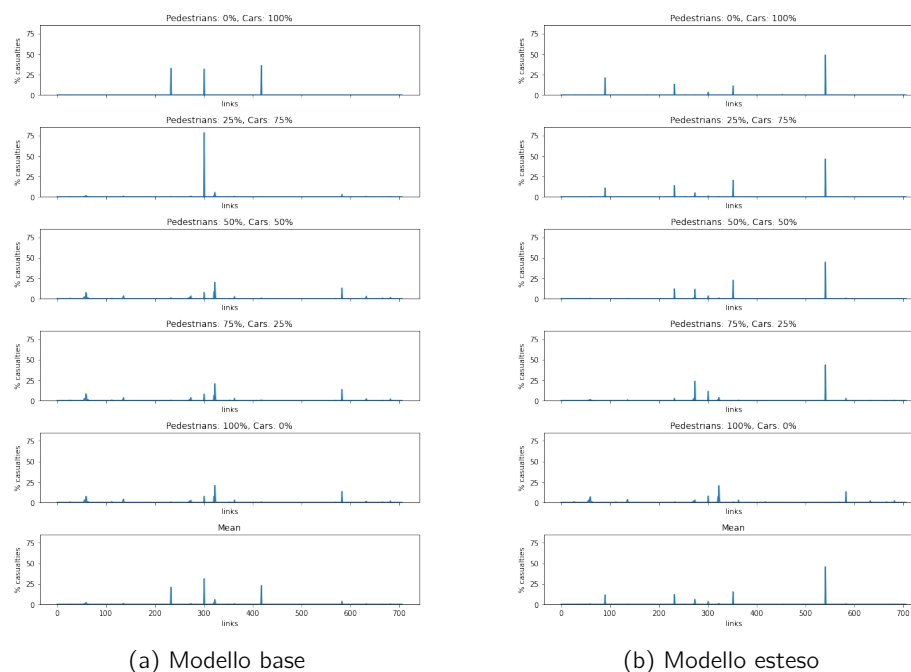 Pedestrians: 0%, Cars: 100%
% casualties
75
50
25
0
links
Pedestrians: 25%, Cars: 75%
% casualties
75
50
25
0
links
Pedestrians: 50%, Cars: 50%
% casualties
75
50
25
0
links
Pedestrians: 75%, Cars: 25%
% casualties
75
50
25
0
links
Pedestrians: 100%, Cars: 0%
% casualties
75
50
25
0
links
Mean
% casualties
75
50
25
0
0 100 200 300 400 500 600 700
links
(a) Modello base
Pedestrians: 0%, Cars: 100%
% casualties
75
50
25
0
links
Pedestrians: 25%, Cars: 75%
% casualties
75
50
25
0
links
Pedestrians: 50%, Cars: 50%
% casualties
75
50
25
0
links
Pedestrians: 75%, Cars: 25%
% casualties
75
50
25
0
links
Pedestrians: 100%, Cars: 0%
% casualties
75
50
25
0
links
Mean
% casualties
75
50
25
0
0 100 200 300 400 500 600 700
links
(b) Modello esteso